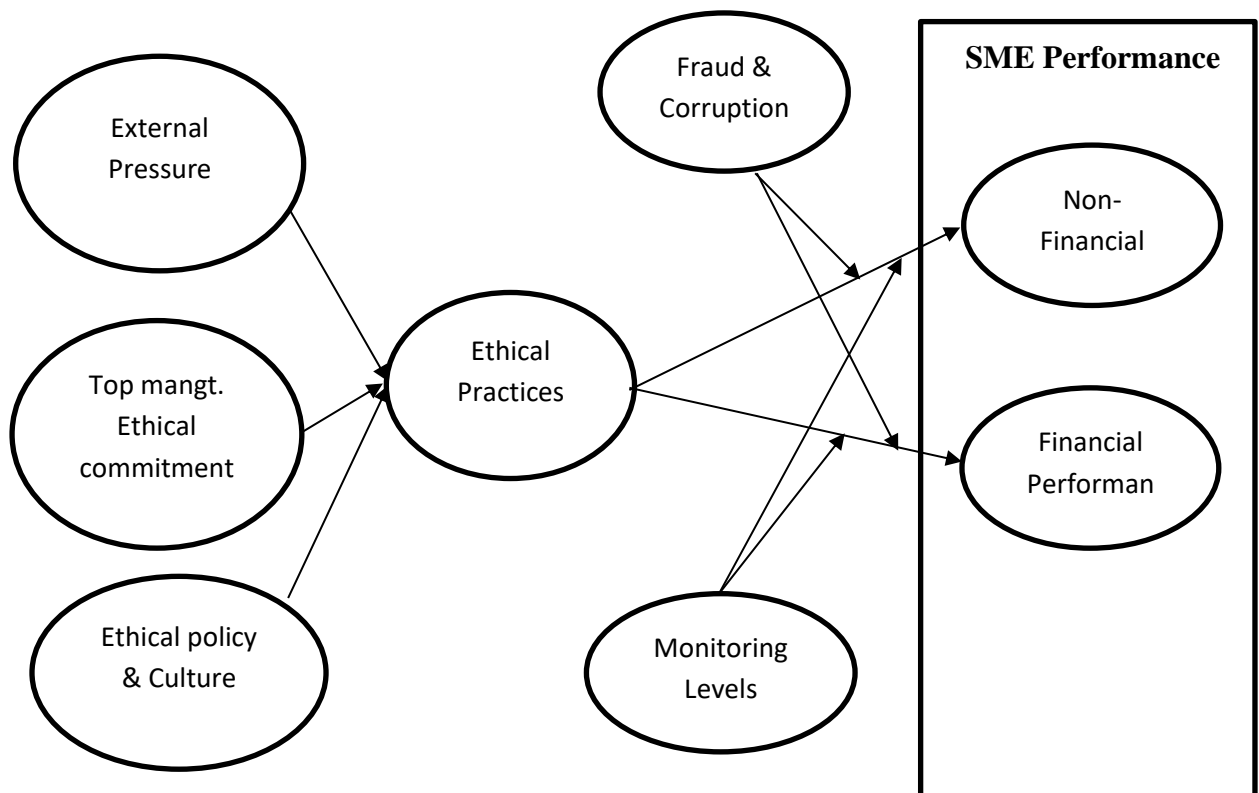 External
Pressure
Top mangt.
Ethical
commitment
Ethical policy
& Culture
Ethical
Practices
Fraud &
Corruption
Monitoring
Levels
SME Performance
Non-
Financial
Financial
Performan